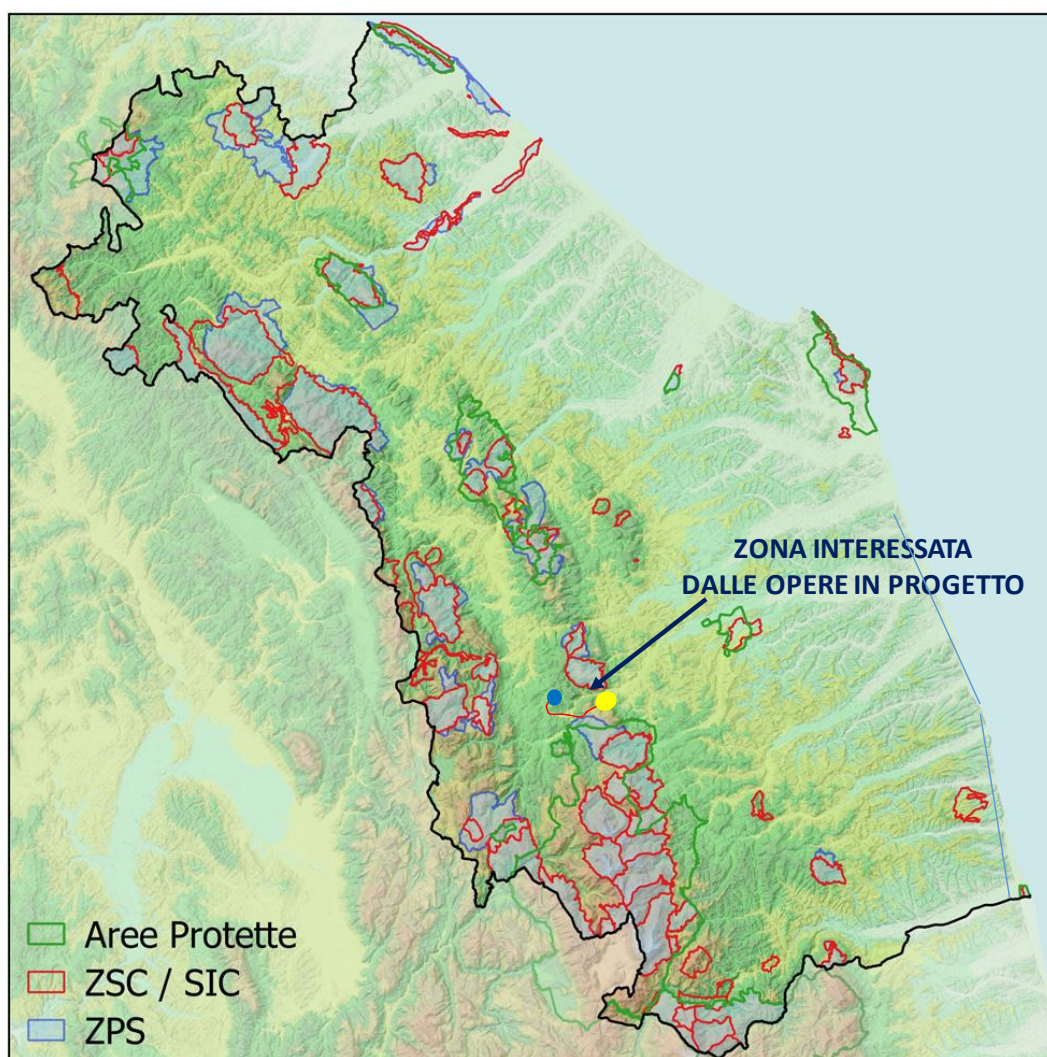 ZONA INTERESSATA
DALLE OPERE IN PROGETTO
Aree Protette
ZSC / SIC
ZPS